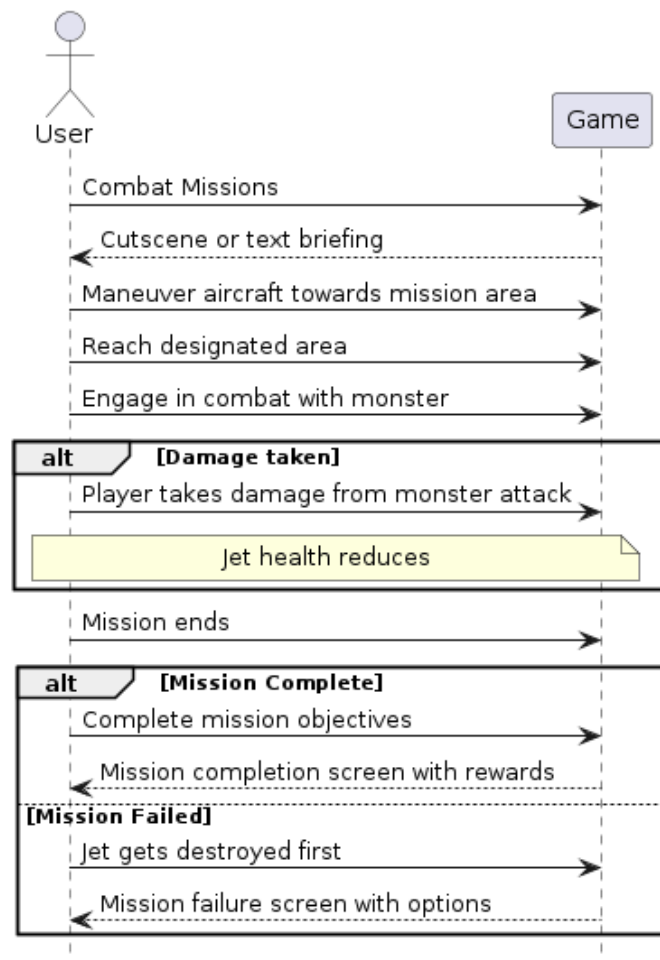 User
Game
Combat Missions
Cutscene or text briefing
Maneuver aircraft towards mission area
Reach designated area
Engage in combat with monster
alt [Damage taken]
Player takes damage from monster attack
Jet health reduces
Mission ends
alt [Mission Complete]
Complete mission objectives
Mission completion screen with rewards
[Mission Failed]
Jet gets destroyed first
Mission failure screen with options